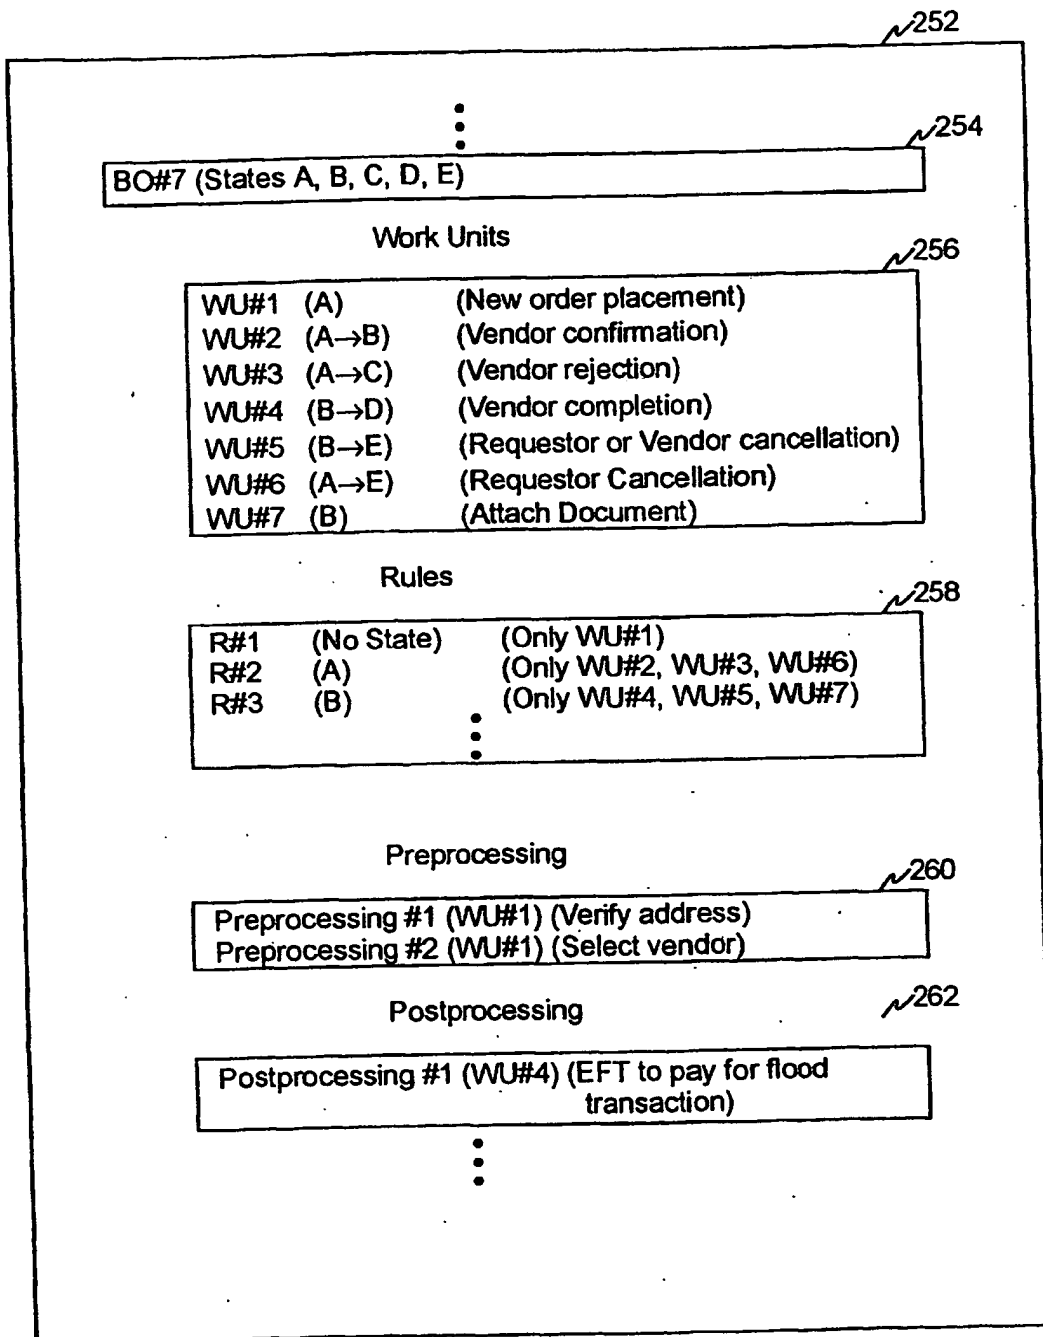 252
254
BO#7 (States A, B, C, D, E)
Work Units
256
WU#1 (A) (New order placement)
WU#2 (A→B) (Vendor confirmation)
WU#3 (A→C) (Vendor rejection)
WU#4 (B→D) (Vendor completion)
WU#5 (B→E) (Requestor or Vendor cancellation)
WU#6 (A→E) (Requestor Cancellation)
WU#7 (B) (Attach Document)
Rules
258
R#1 (No State) (Only WU#1)
R#2 (A) (Only WU#2, WU#3, WU#6)
R#3 (B) (Only WU#4, WU#5, WU#7)
Preprocessing
260
Preprocessing #1 (WU#1) (Verify address)
Preprocessing #2 (WU#1) (Select vendor)
Postprocessing
262
Postprocessing #1 (WU#4) (EFT to pay for flood
transaction)